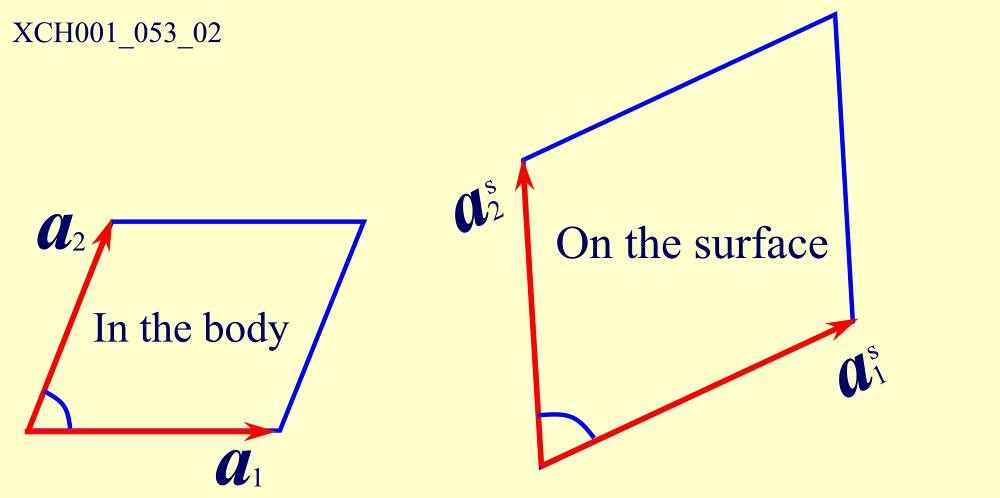 XCH001_053_02
a₂
In the body
a₁
a₂ˢ
On the surface
a₁ˢ